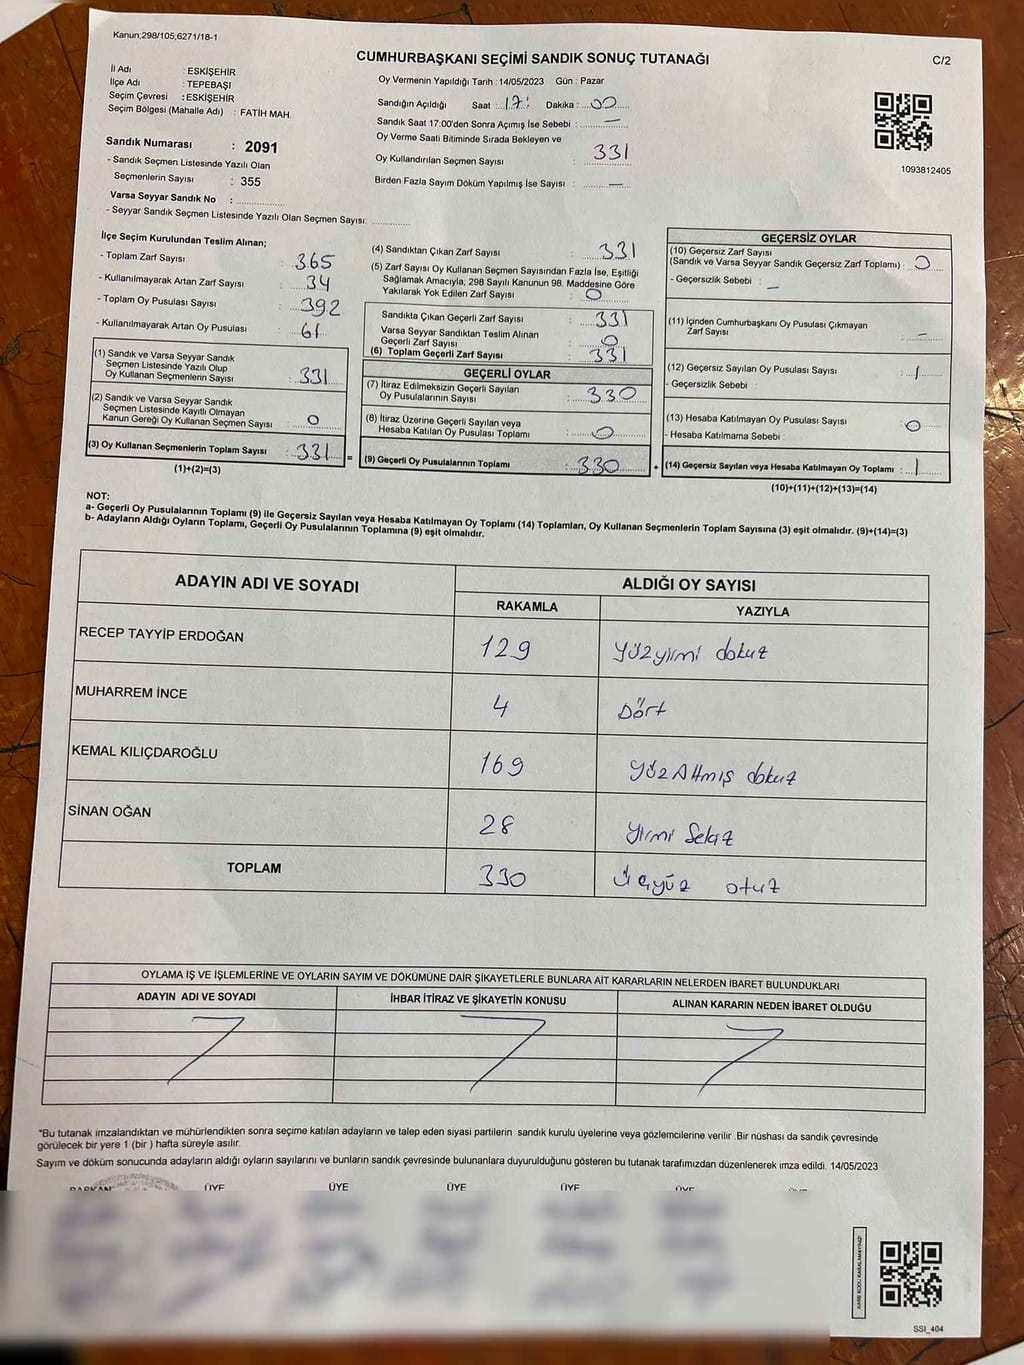 Kanun;298/105;6271/18-1
CUMHURBAŞKANI SEÇİMİ SANDIK SONUÇ TUTANAĞI
C/2
İl Adı : ESKİŞEHİR
İlçe Adı : TEPEBAŞI
Seçim Çevresi : ESKİŞEHİR
Seçim Bölgesi (Mahalle Adı) : FATİH MAH.
Sandık Numarası : 2091
- Sandık Seçmen Listesinde Yazılı Olan
Seçmenlerin Sayısı : 355
Varsa Seyyar Sandık No :
- Seyyar Sandık Seçmen Listesinde Yazılı Olan Seçmen Sayısı:
Oy Vermenin Yapıldığı Tarih : 14/05/2023 Gün : Pazar
Sandığın Açıldığı Saat : 17: Dakika : 00
Sandık Saat 17:00'den Sonra Açımış İse Sebebi : —
Oy Verme Saati Bitiminde Sırada Bekleyen ve
Oy Kullandırılan Seçmen Sayısı : 331
Birden Fazla Sayım Döküm Yapılmış İse Sayısı : —
1093812405
İlçe Seçim Kurulundan Teslim Alınan;
- Toplam Zarf Sayısı : 365
- Kullanılmayarak Artan Zarf Sayısı : 34
- Toplam Oy Pusulası Sayısı : 392
- Kullanılmayarak Artan Oy Pusulası : 61
(1) Sandık ve Varsa Seyyar Sandık
Seçmen Listesinde Yazılı Olup
Oy Kullanan Seçmenlerin Sayısı : 331
(2) Sandık ve Varsa Seyyar Sandık
Seçmen Listesinde Kayıtlı Olmayan
Kanun Gereği Oy Kullanan Seçmen Sayısı : 0
(3) Oy Kullanan Seçmenlerin Toplam Sayısı : 331 =
(1)+(2)=(3)
(4) Sandıktan Çıkan Zarf Sayısı : 331
(5) Zarf Sayısı Oy Kullanan Seçmen Sayısından Fazla İse, Eşitliği
Sağlamak Amacıyla, 298 Sayılı Kanunun 98. Maddesine Göre
Yakılarak Yok Edilen Zarf Sayısı : 0
Sandıkta Çıkan Geçerli Zarf Sayısı : 331
Varsa Seyyar Sandıktan Teslim Alınan
Geçerli Zarf Sayısı : 0
(6) Toplam Geçerli Zarf Sayısı : 331
GEÇERLİ OYLAR
(7) İtiraz Edilmeksizin Geçerli Sayılan
Oy Pusulalarının Sayısı : 330
(8) İtiraz Üzerine Geçerli Sayılan veya
Hesaba Katılan Oy Pusulası Toplamı : 0
(9) Geçerli Oy Pusulalarının Toplamı : 330 +
GEÇERSİZ OYLAR
(10) Geçersiz Zarf Sayısı
(Sandık ve Varsa Seyyar Sandık Geçersiz Zarf Toplamı) : 0
- Geçersizlik Sebebi : –
(11) İçinden Cumhurbaşkanı Oy Pusulası Çıkmayan
Zarf Sayısı : –
(12) Geçersiz Sayılan Oy Pusulası Sayısı : 1
- Geçersizlik Sebebi :
(13) Hesaba Katılmayan Oy Pusulası Sayısı : 0
- Hesaba Katılmama Sebebi :
(14) Geçersiz Sayılan veya Hesaba Katılmayan Oy Toplamı : 1
(10)+(11)+(12)+(13)=(14)
NOT:
a- Geçerli Oy Pusulalarının Toplamı (9) ile Geçersiz Sayılan veya Hesaba Katılmayan Oy Toplamı (14) Toplamları, Oy Kullanan Seçmenlerin Toplam Sayısına (3) eşit olmalıdır. (9)+(14)=(3)
b- Adayların Aldığı Oyların Toplamı, Geçerli Oy Pusulalarının Toplamına (9) eşit olmalıdır.
ADAYIN ADI VE SOYADI
ALDIĞI OY SAYISI
RAKAMLA YAZIYLA
RECEP TAYYİP ERDOĞAN 129 yüzyirmi dokuz
MUHARREM İNCE 4 Dört
KEMAL KILIÇDAROĞLU 169 yüzAltmış dokuz
SİNAN OĞAN 28 yirmi Sekiz
TOPLAM 330 üçyüz otuz
OYLAMA İŞ VE İŞLEMLERİNE VE OYLARIN SAYIM VE DÖKÜMÜNE DAİR ŞİKAYETLERLE BUNLARA AİT KARARLARIN NELERDEN İBARET BULUNDUKLARI
ADAYIN ADI VE SOYADI İHBAR İTİRAZ VE ŞİKAYETİN KONUSU ALINAN KARARIN NEDEN İBARET OLDUĞU
"Bu tutanak imzalandıktan ve mühürlendikten sonra seçime katılan adayların ve talep eden siyasi partilerin sandık kurulu üyelerine veya gözlemcilerine verilir .Bir nüshası da sandık çevresinde
görülecek bir yere 1 (bir ) hafta süreyle asılır.
Sayım ve döküm sonucunda adayların aldığı oyların sayılarını ve bunların sandık çevresinde bulunanlara duyurulduğunu gösteren bu tutanak tarafımızdan düzenlenerek imza edildi. 14/05/2023
BAŞKAN ÜYE ÜYE ÜYE ÜYE ÜYE
SSI_404